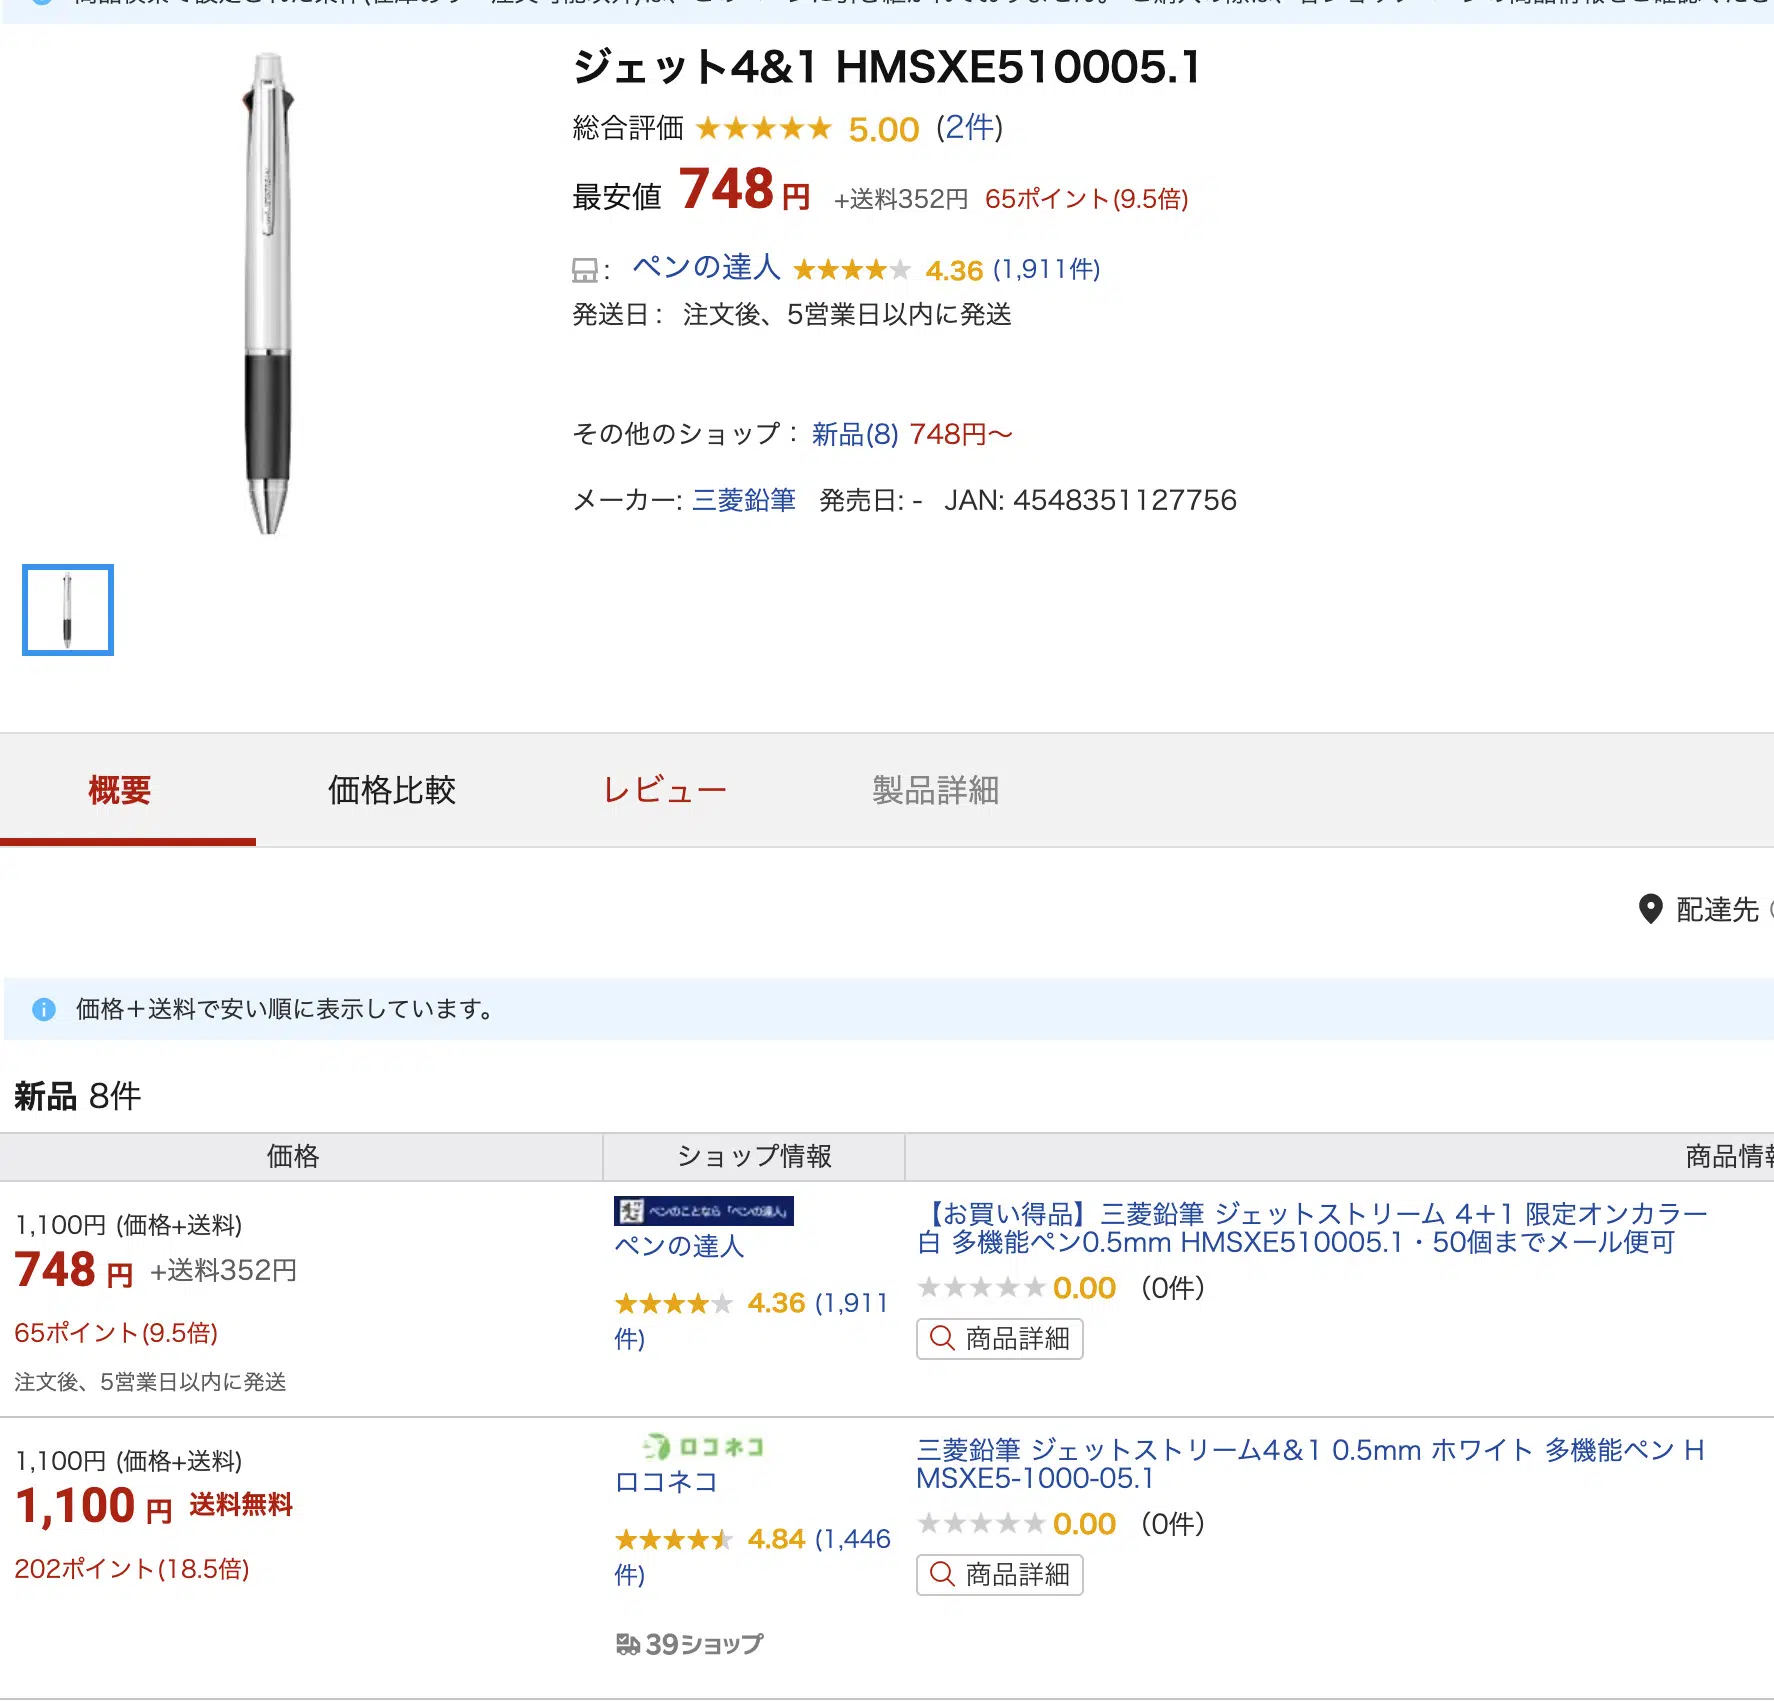 ジェット4&1 HMSXE510005.1
総合評価 ★★★★★ 5.00 (2件)
最安値 748 円 +送料352円 65ポイント(9.5倍)
: ペンの達人 ★★★★★ 4.36 (1,911件)
発送日： 注文後、5営業日以内に発送
その他のショップ： 新品(8) 748円〜
メーカー: 三菱鉛筆 発売日: - JAN: 4548351127756
概要 価格比較 レビュー 製品詳細
配達先
価格＋送料で安い順に表示しています。
新品 8件
価格 ショップ情報 商品情報
1,100円 (価格+送料)
748 円 +送料352円
65ポイント(9.5倍)
注文後、5営業日以内に発送
超 ペンのことなら「ペンの達人」
ペンの達人
★★★★★ 4.36 (1,911
件)
【お買い得品】三菱鉛筆 ジェットストリーム 4＋1 限定オンカラー
白 多機能ペン0.5mm HMSXE510005.1・50個までメール便可
★★★★★ 0.00 （0件）
商品詳細
1,100円 (価格+送料)
1,100 円 送料無料
202ポイント(18.5倍)
ロコネコ
ロコネコ
★★★★★ 4.84 (1,446
件)
39ショップ
三菱鉛筆 ジェットストリーム4＆1 0.5mm ホワイト 多機能ペン H
MSXE5-1000-05.1
★★★★★ 0.00 （0件）
商品詳細